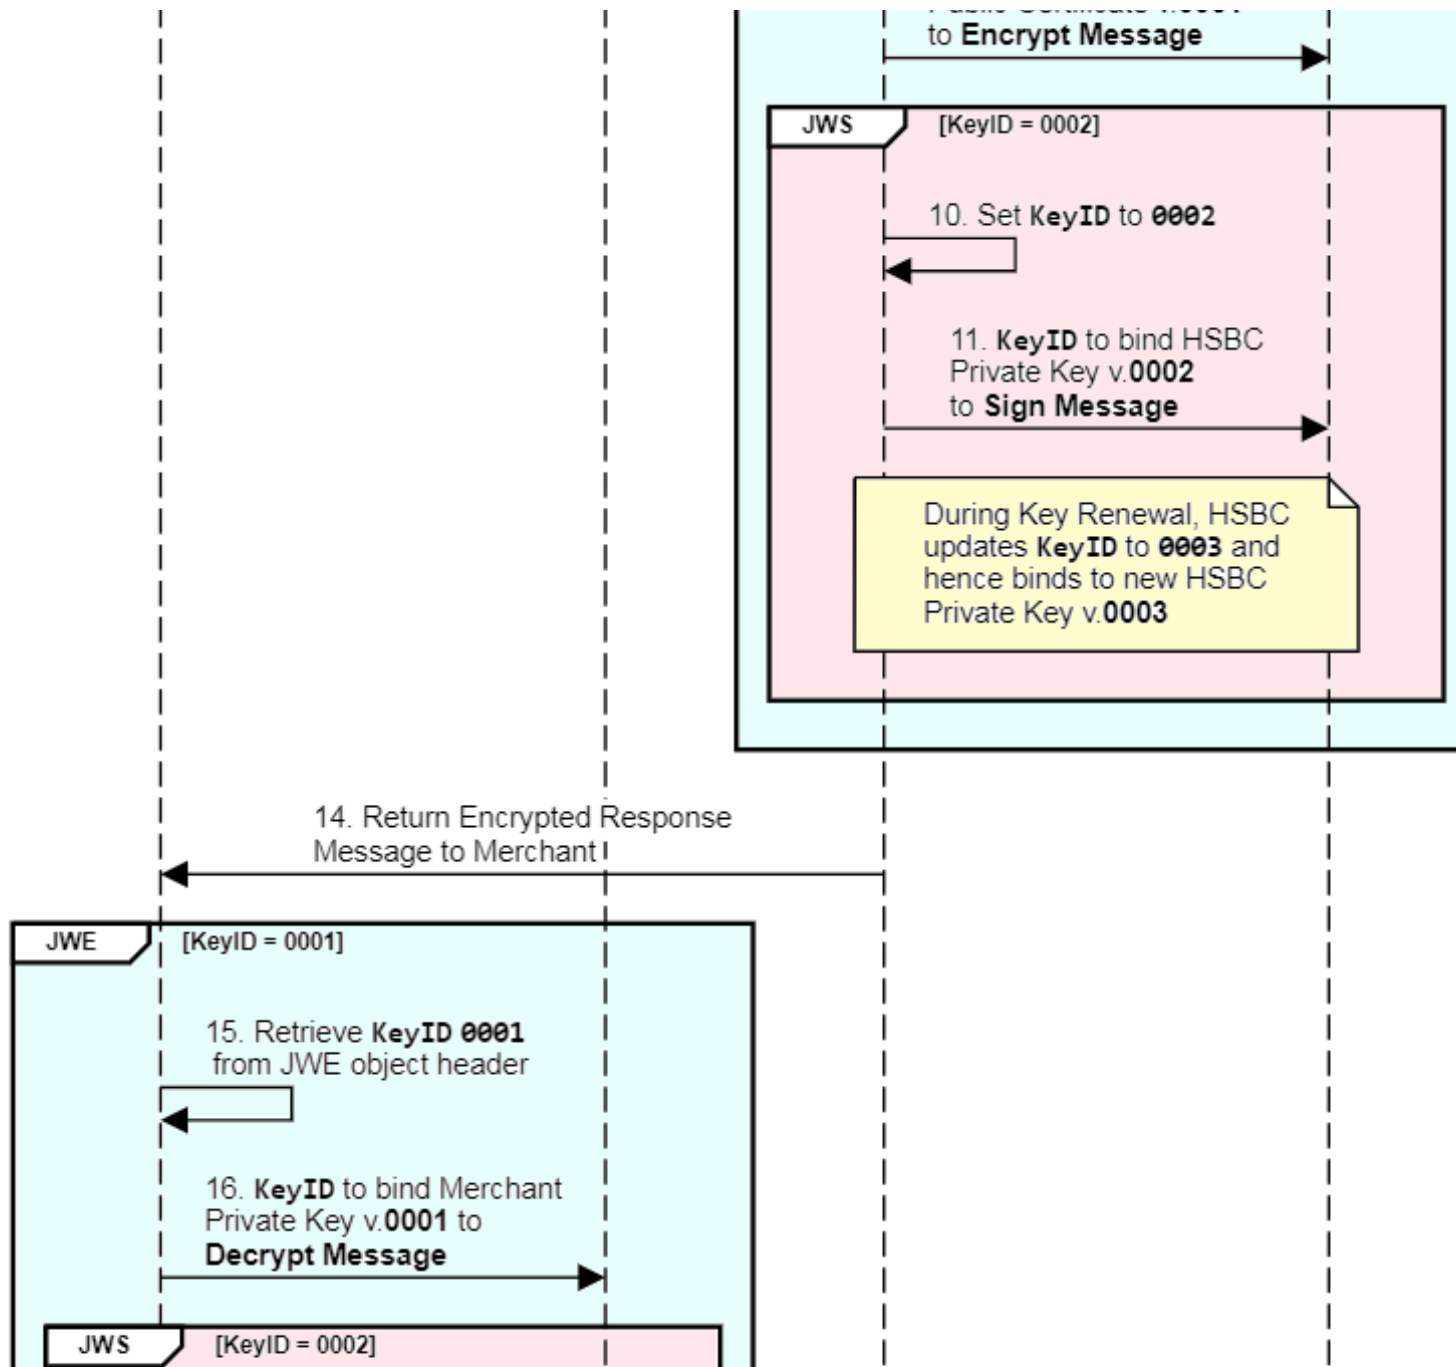 to Encrypt Message
JWS [KeyID = 0002]
10. Set KeyID to 0002
11. KeyID to bind HSBC
Private Key v.0002
to Sign Message
During Key Renewal, HSBC
updates KeyID to 0003 and
hence binds to new HSBC
Private Key v.0003
14. Return Encrypted Response
Message to Merchant
JWE [KeyID = 0001]
15. Retrieve KeyID 0001
from JWE object header
16. KeyID to bind Merchant
Private Key v.0001 to
Decrypt Message
JWS [KeyID = 0002]